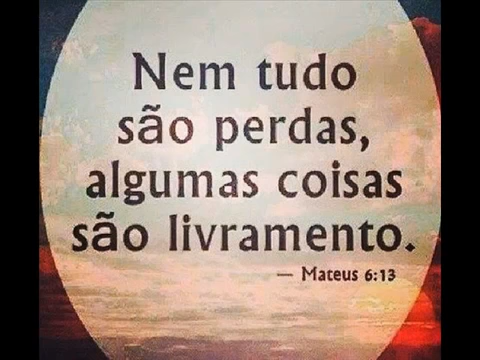 Nem tudo
são perdas,
algumas coisas
são livramento.
— Mateus 6:13